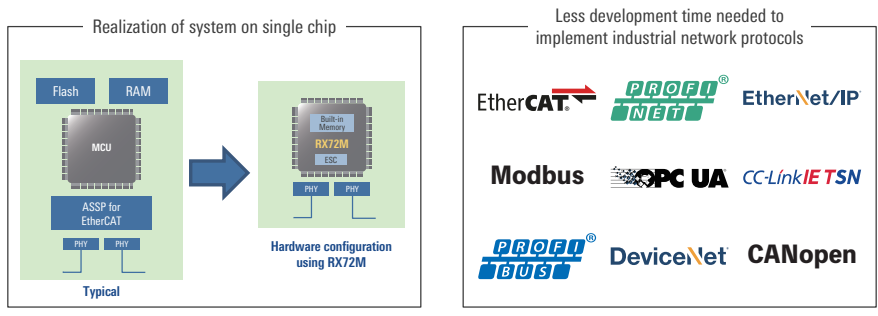 Realization of system on single chip
Flash
RAM
MCU
ASSP for
EtherCAT
PHY
PHY
Typical
Built-in
Memory
RX72M
ESC
PHY
PHY
Hardware configuration
using RX72M
Less development time needed to
implement industrial network protocols
EtherCAT®
PROFI®
NET
EtherNet/IP
Modbus
OPC UA
CC-Link IE TSN
PROFI®
BUS
DeviceNet
CANopen